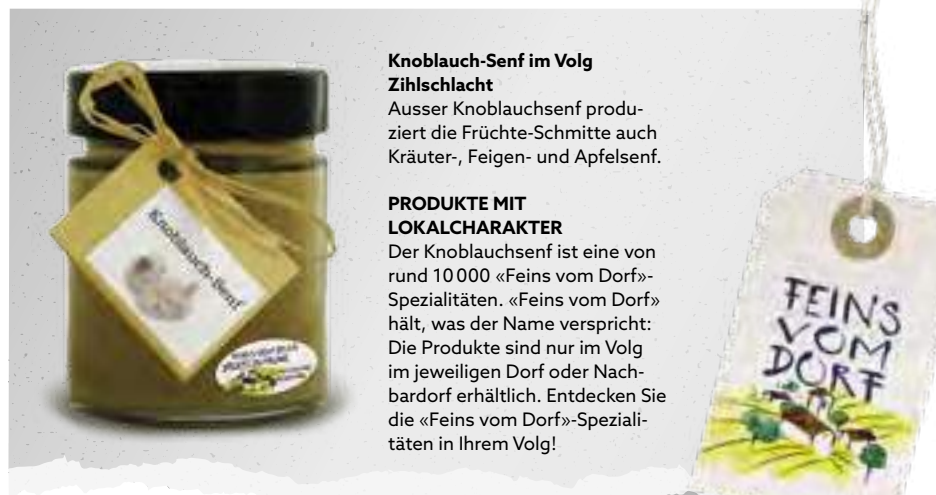 Knoblauch-Senf im Volg
Zihlschlacht
Ausser Knoblauchsenf produ-
ziert die Früchte-Schmitte auch
Kräuter-, Feigen- und Apfelsenf.
PRODUKTE MIT
LOKALCHARAKTER
Der Knoblauchsenf ist eine von
rund 10 000 «Feins vom Dorf»-
Spezialitäten. «Feins vom Dorf»
hält, was der Name verspricht:
Die Produkte sind nur im Volg
im jeweiligen Dorf oder Nach-
bardorf erhältlich. Entdecken Sie
die «Feins vom Dorf»-Speziali-
täten in Ihrem Volg!
Knoblauch-Senf
FEINS
VOM
DORF